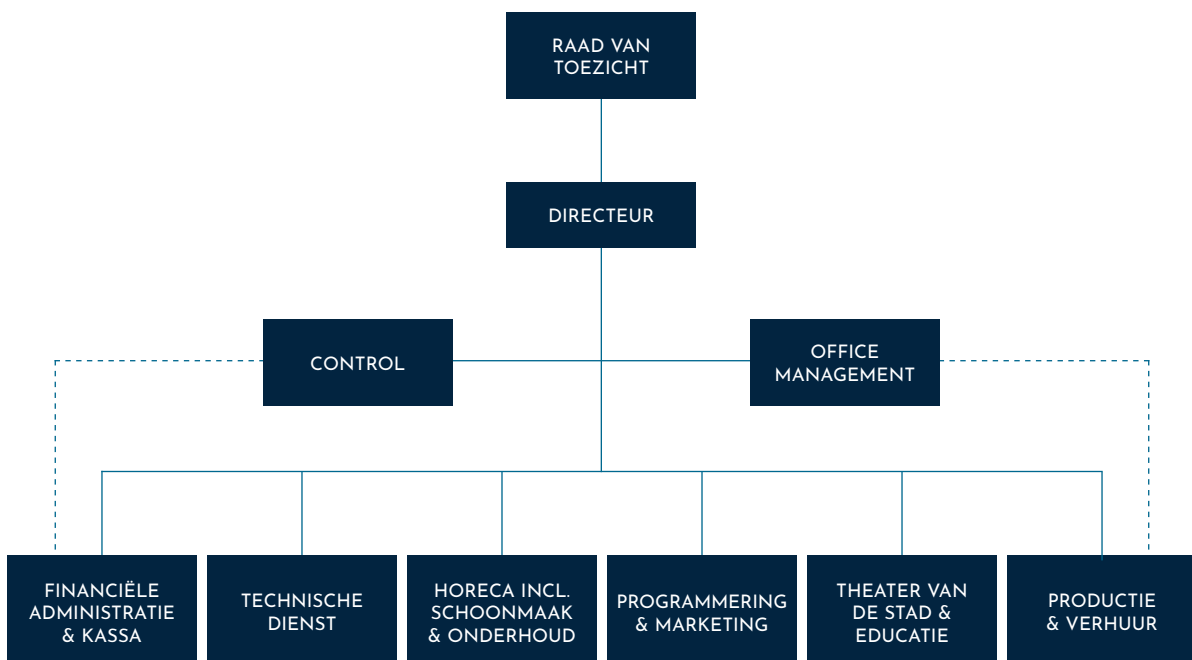 RAAD VAN
TOEZICHT
DIRECTEUR
CONTROL
OFFICE
MANAGEMENT
FINANCIËLE
ADMINISTRATIE
& KASSA
TECHNISCHE
DIENST
HORECA INCL.
SCHOONMAAK
& ONDERHOUD
PROGRAMMERING
& MARKETING
THEATER VAN
DE STAD &
EDUCATIE
PRODUCTIE
& VERHUUR